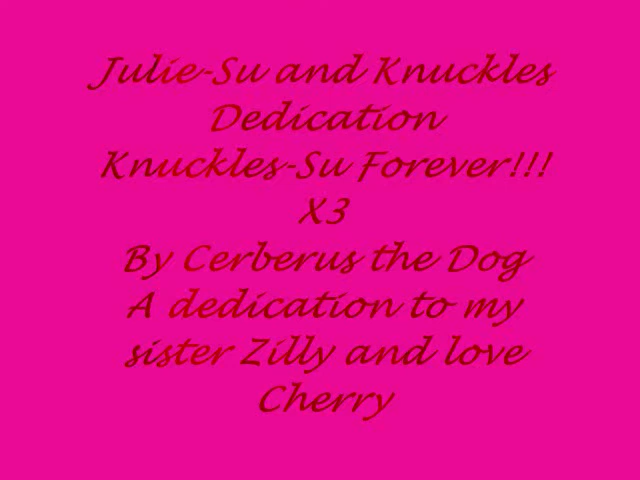 Julie-Su and Knuckles
Dedication
Knuckles-Su Forever!!!
X3
By Cerberus the Dog
A dedication to my
sister Zilly and love
Cherry